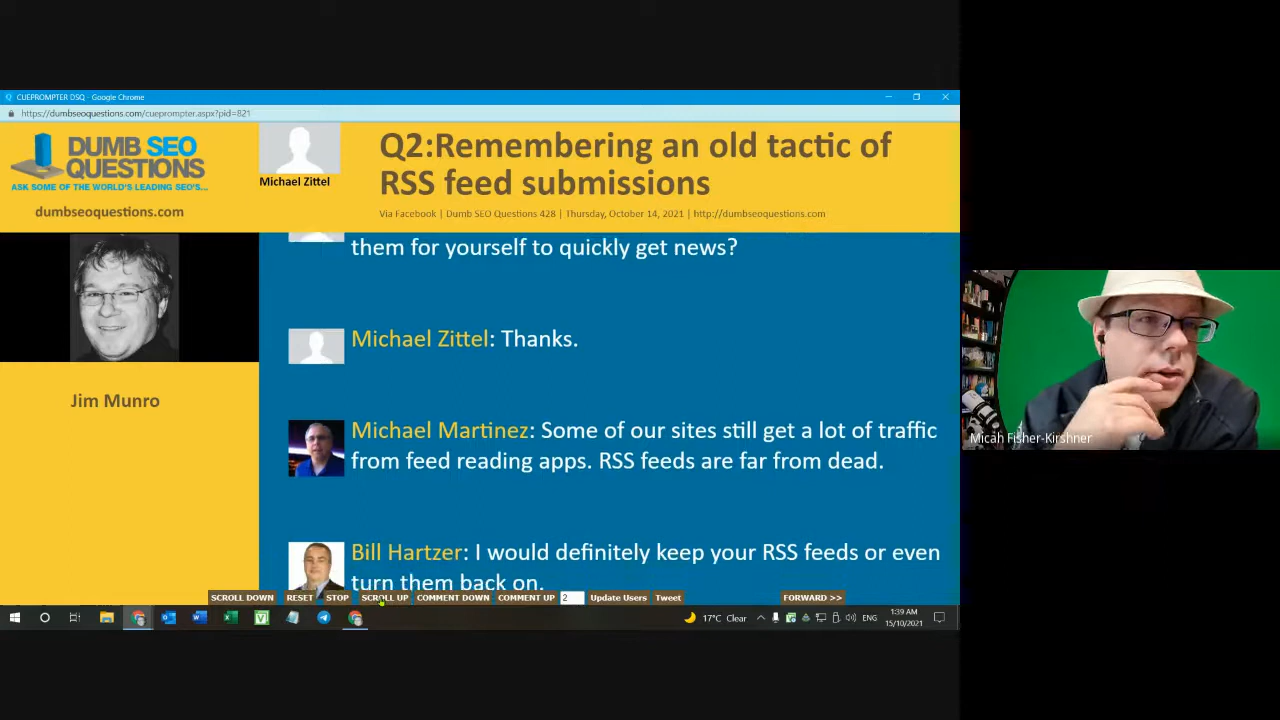 CUEPROMPTER DSQ - Google Chrome
https://dumbseoquestions.com/cueprompter.aspx?pid=821
DUMB SEO
QUESTIONS
ASK SOME OF THE WORLD'S LEADING SEO'S...
dumbseoquestions.com
Michael Zittel
Q2:Remembering an old tactic of
RSS feed submissions
Via Facebook | Dumb SEO Questions 428 | Thursday, October 14, 2021 | http://dumbseoquestions.com
Jim Munro
them for yourself to quickly get news?
Michael Zittel: Thanks.
Michael Martinez: Some of our sites still get a lot of traffic
from feed reading apps. RSS feeds are far from dead.
Bill Hartzer: I would definitely keep your RSS feeds or even
turn them back on.
SCROLL DOWN RESET STOP SCROLL UP COMMENT DOWN COMMENT UP 2 Update Users Tweet FORWARD >>
17°C Clear ENG 1:39 AM
15/10/2021
Micah Fisher-Kirshner